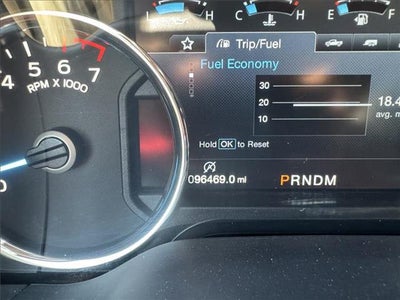 C H C E F
Trip/Fuel
Fuel Economy
4 5 6 7
RPM X 1000
0
30
20
10
18.4
avg. m
Hold OK to Reset
096469.0 mi
PRNDM